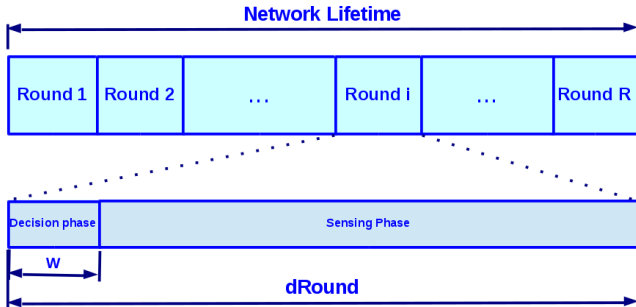 Network Lifetime
Round 1 Round 2 ... Round i ... Round R
Decision phase Sensing Phase
W
dRound